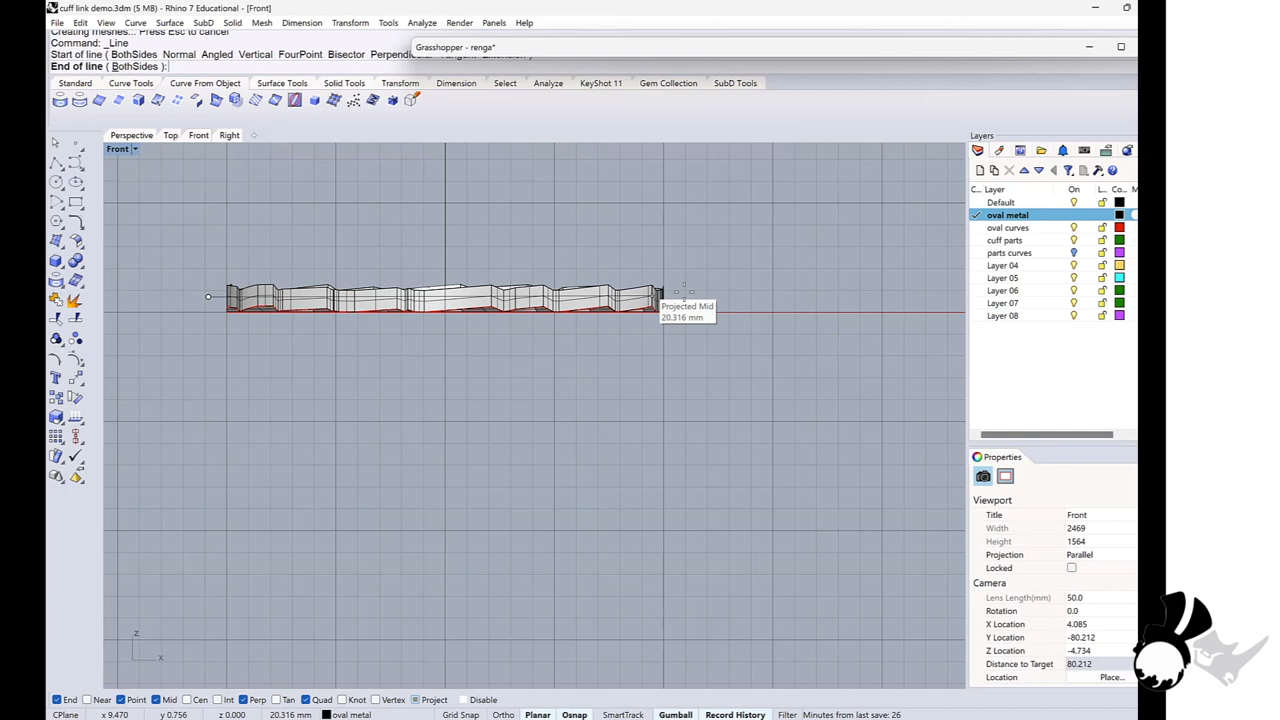 cuff link demo.3dm (5 MB) - Rhino 7 Educational - [Front]
File Edit View Curve Surface SubD Solid Mesh Dimension Transform Tools Analyze Render Panels Help
Creating meshes... Press Esc to cancel
Command: _Line
Grasshopper - renga*
Start of line ( BothSides Normal Angled Vertical FourPoint Bisector Perpendicular Tangent Extension )
End of line ( BothSides ):
Standard Curve Tools Curve From Object Surface Tools Solid Tools Transform Dimension Select Analyze KeyShot 11 Gem Collection SubD Tools
Perspective Top Front Right
Front
Projected Mid
20.316 mm
z
x
Layers
C... Layer On L... Co... M
Default
oval metal
oval curves
cuff parts
parts curves
Layer 04
Layer 05
Layer 06
Layer 07
Layer 08
Properties
Viewport
Title Front
Width 2469
Height 1564
Projection Parallel
Locked
Camera
Lens Length(mm) 50.0
Rotation 0.0
X Location 4.085
Y Location -80.212
Z Location -4.734
Distance to Target 80.212
Location Place...
End Near Point Mid Cen Int Perp Tan Quad Knot Vertex Project Disable
CPlane x 9.470 y 0.756 z 0.000 20.316 mm oval metal Grid Snap Ortho Planar Osnap SmartTrack Gumball Record History Filter Minutes from last save: 26